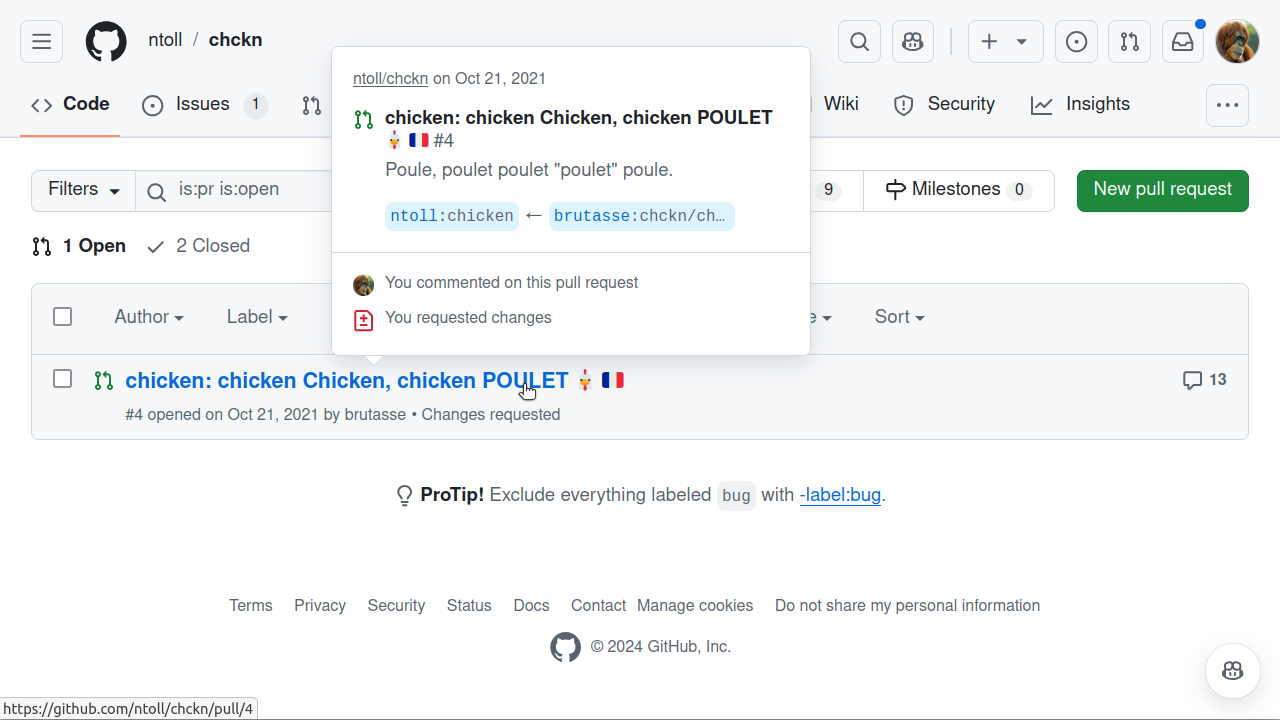 ntoll / chckn
Code Issues 1 Wiki Security Insights
ntoll/chckn on Oct 21, 2021
chicken: chicken Chicken, chicken POULET
🐓 🇫🇷 #4
Poule, poulet poulet "poulet" poule.
ntoll:chicken ← brutasse:chckn/ch…
You commented on this pull request
You requested changes
Filters is:pr is:open 9 Milestones 0 New pull request
1 Open 2 Closed
Author Label e Sort
chicken: chicken Chicken, chicken POULET 🐓 🇫🇷 13
#4 opened on Oct 21, 2021 by brutasse • Changes requested
ProTip! Exclude everything labeled bug with -label:bug.
Terms Privacy Security Status Docs Contact Manage cookies Do not share my personal information
© 2024 GitHub, Inc.
https://github.com/ntoll/chckn/pull/4